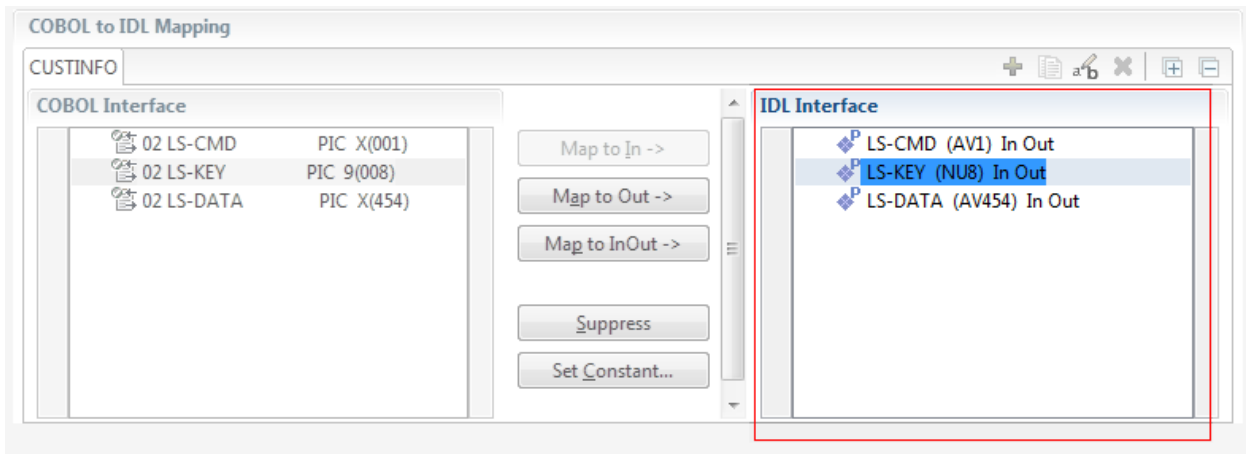 COBOL to IDL Mapping
CUSTINFO
COBOL Interface
02 LS-CMD PIC X(001)
02 LS-KEY PIC 9(008)
02 LS-DATA PIC X(454)
Map to In ->
Map to Out ->
Map to InOut ->
Suppress
Set Constant...
IDL Interface
LS-CMD (AV1) In Out
LS-KEY (NU8) In Out
LS-DATA (AV454) In Out